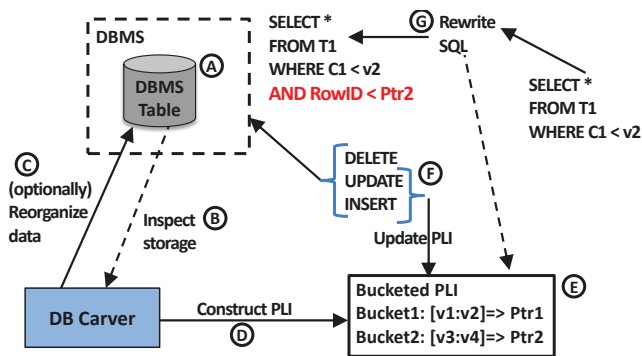 DBMS
A
DBMS
Table
SELECT *
FROM T1
WHERE C1 < v2
AND RowID < Ptr2
G Rewrite
SQL
SELECT *
FROM T1
WHERE C1 < v2
C
(optionally)
Reorganize
data
Inspect
storage
B
DELETE
UPDATE
INSERT
F
Update PLI
DB Carver
Construct PLI
D
Bucketed PLI
Bucket1: [v1:v2]=> Ptr1
Bucket2: [v3:v4]=> Ptr2
E